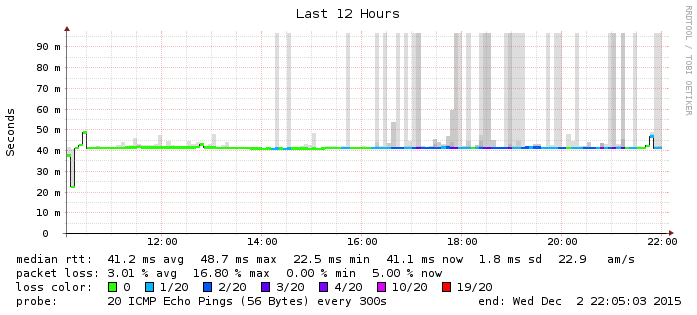 Last 12 Hours
RRDTOOL / TOBI OETIKER
Seconds
90 m
80 m
70 m
60 m
50 m
40 m
30 m
20 m
10 m
0
12:00 14:00 16:00 18:00 20:00 22:00
median rtt: 41.2 ms avg 48.7 ms max 22.5 ms min 41.1 ms now 1.8 ms sd 22.9 am/s
packet loss: 3.01 % avg 16.80 % max 0.00 % min 5.00 % now
loss color: 0 1/20 2/20 3/20 4/20 10/20 19/20
probe: 20 ICMP Echo Pings (56 Bytes) every 300s end: Wed Dec 2 22:05:03 2015